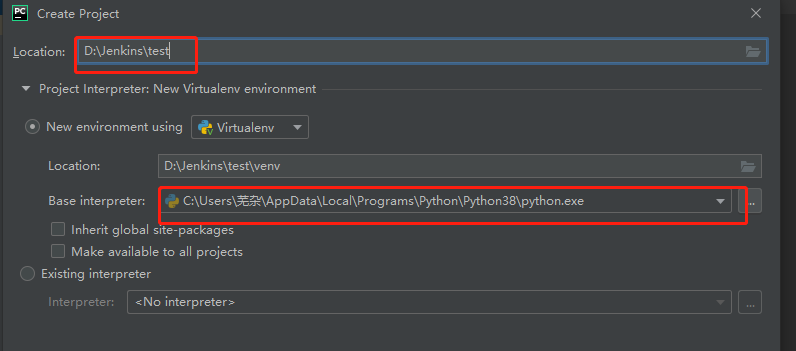 PC Create Project
Location: D:\Jenkins\test
Project Interpreter: New Virtualenv environment
New environment using Virtualenv
Location: D:\Jenkins\test\venv
Base interpreter: C:\Users\芜杂\AppData\Local\Programs\Python\Python38\python.exe ...
Inherit global site-packages
Make available to all projects
Existing interpreter
Interpreter: <No interpreter> ...